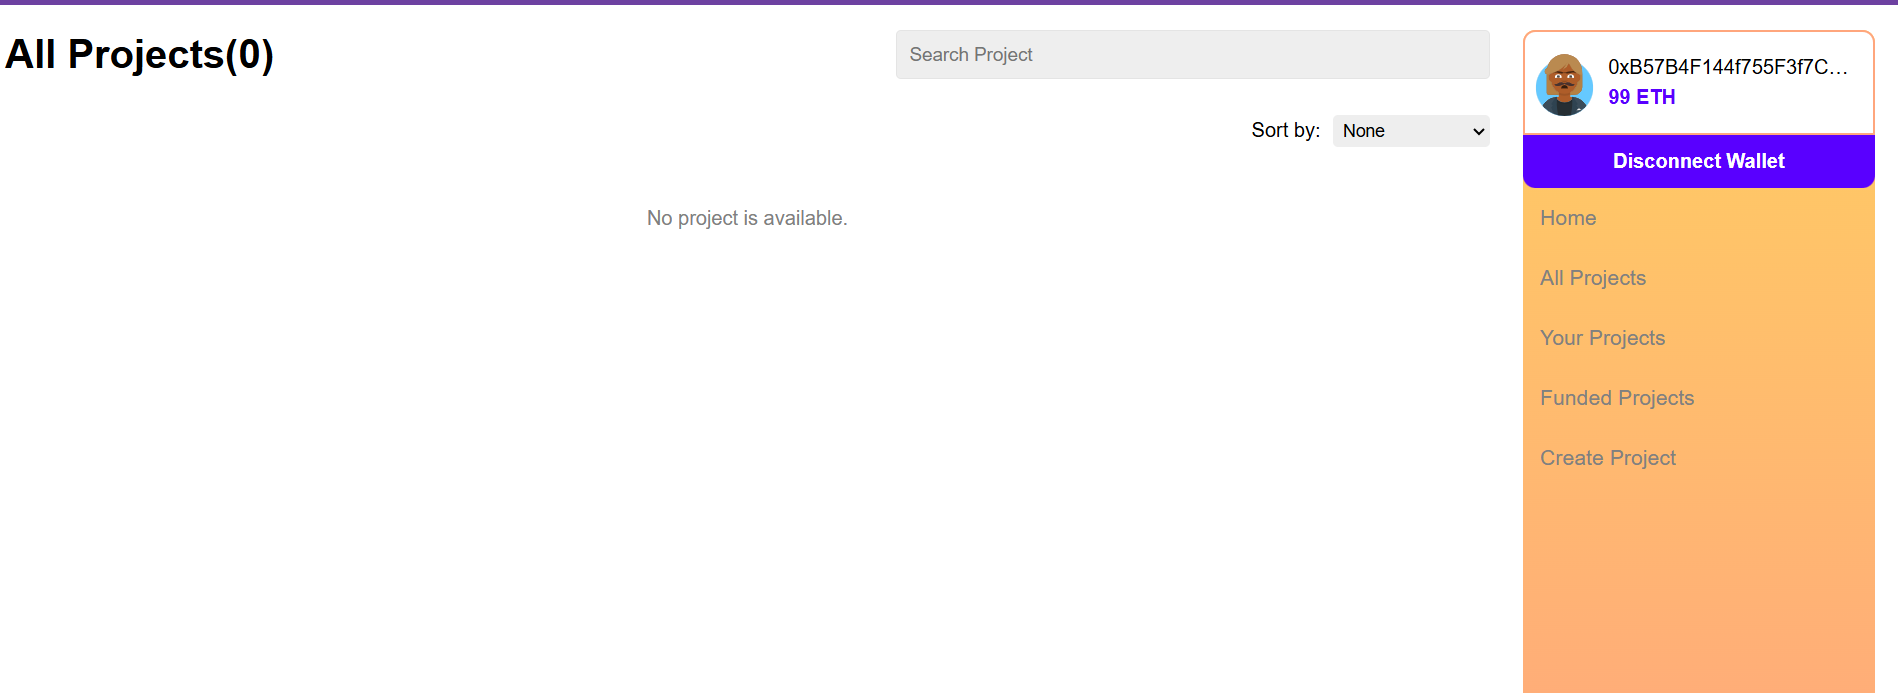 All Projects(0)
Search Project
Sort by: None
No project is available.
0xB57B4F144f755F3f7C...
99 ETH
Disconnect Wallet
Home
All Projects
Your Projects
Funded Projects
Create Project